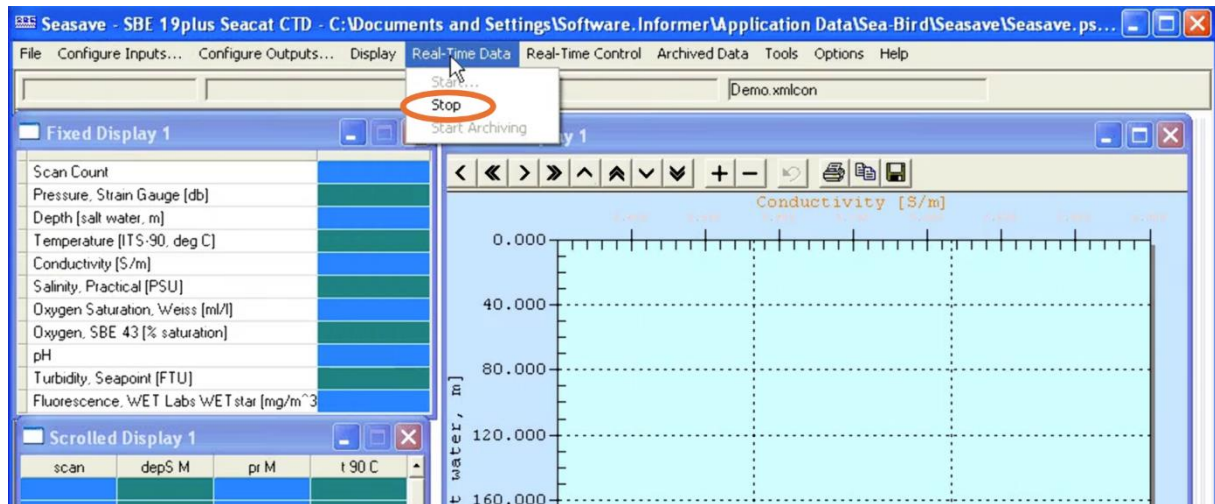 Seasave - SBE 19plus Seacat CTD - C:\Documents and Settings\Software.Informer\Application Data\Sea-Bird\Seasave\Seasave.ps...
File Configure Inputs... Configure Outputs... Display Real-Time Data Real-Time Control Archived Data Tools Options Help
Start...
Stop
Start Archiving
Demo.xmlcon
Fixed Display 1
Scan Count
Pressure, Strain Gauge [db]
Depth [salt water, m]
Temperature [ITS-90, deg C]
Conductivity [S/m]
Salinity, Practical [PSU]
Oxygen Saturation, Weiss [ml/l]
Oxygen, SBE 43 [% saturation]
pH
Turbidity, Seapoint [FTU]
Fluorescence, WET Labs WETstar [mg/m^3
Scrolled Display 1
scan depS M pr M t 90 C
y 1
Conductivity [S/m]
0.000
40.000
80.000
120.000
160.000
t water, m]